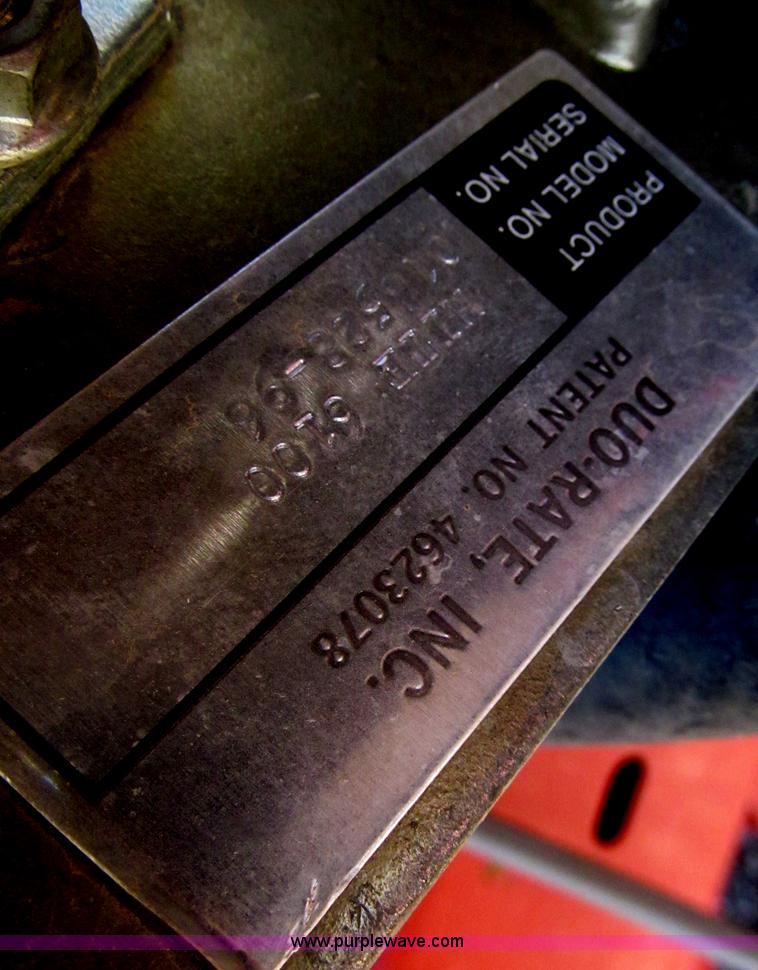 DUO-RATE, INC.
PATENT NO. 4623078
PRODUCT
MODEL NO. 6100
SERIAL NO.
www.purplewave.com